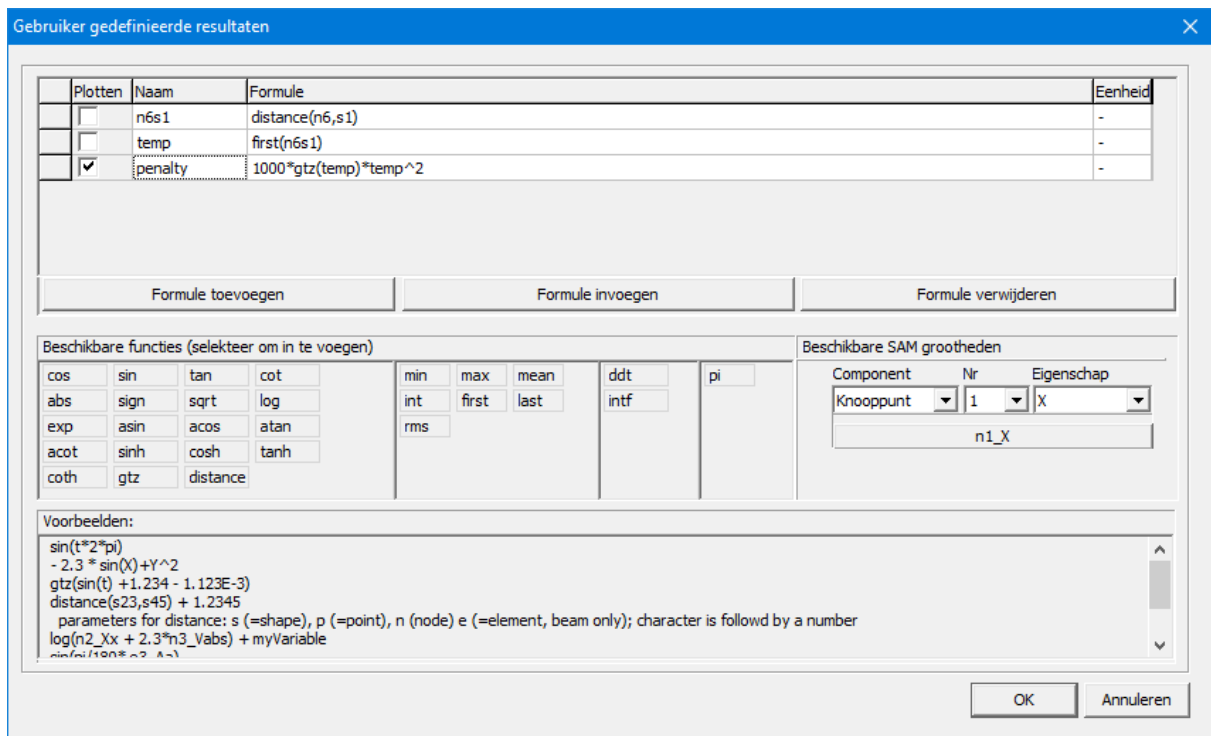 Gebruiker gedefinieerde resultaten
Plotten Naam Formule Eenheid
n6s1 distance(n6,s1) -
temp first(n6s1) -
penalty 1000*gtz(temp)*temp^2 -
Formule toevoegen Formule invoegen Formule verwijderen
Beschikbare functies (selekteer om in te voegen) Beschikbare SAM grootheden
cos sin tan cot min max mean ddt pi Component Nr Eigenschap
abs sign sqrt log int first last intf Knooppunt 1 X
exp asin acos atan rms n1_X
acot sinh cosh tanh
coth gtz distance
Voorbeelden:
sin(t*2*pi)
- 2.3 * sin(X)+Y^2
gtz(sin(t) +1.234 - 1.123E-3)
distance(s23,s45) + 1.2345
parameters for distance: s (=shape), p (=point), n (node) e (=element, beam only); character is followd by a number
log(n2_Xx + 2.3*n3_Vabs) + myVariable
sin(pi/180* e3_Aa)
OK Annuleren